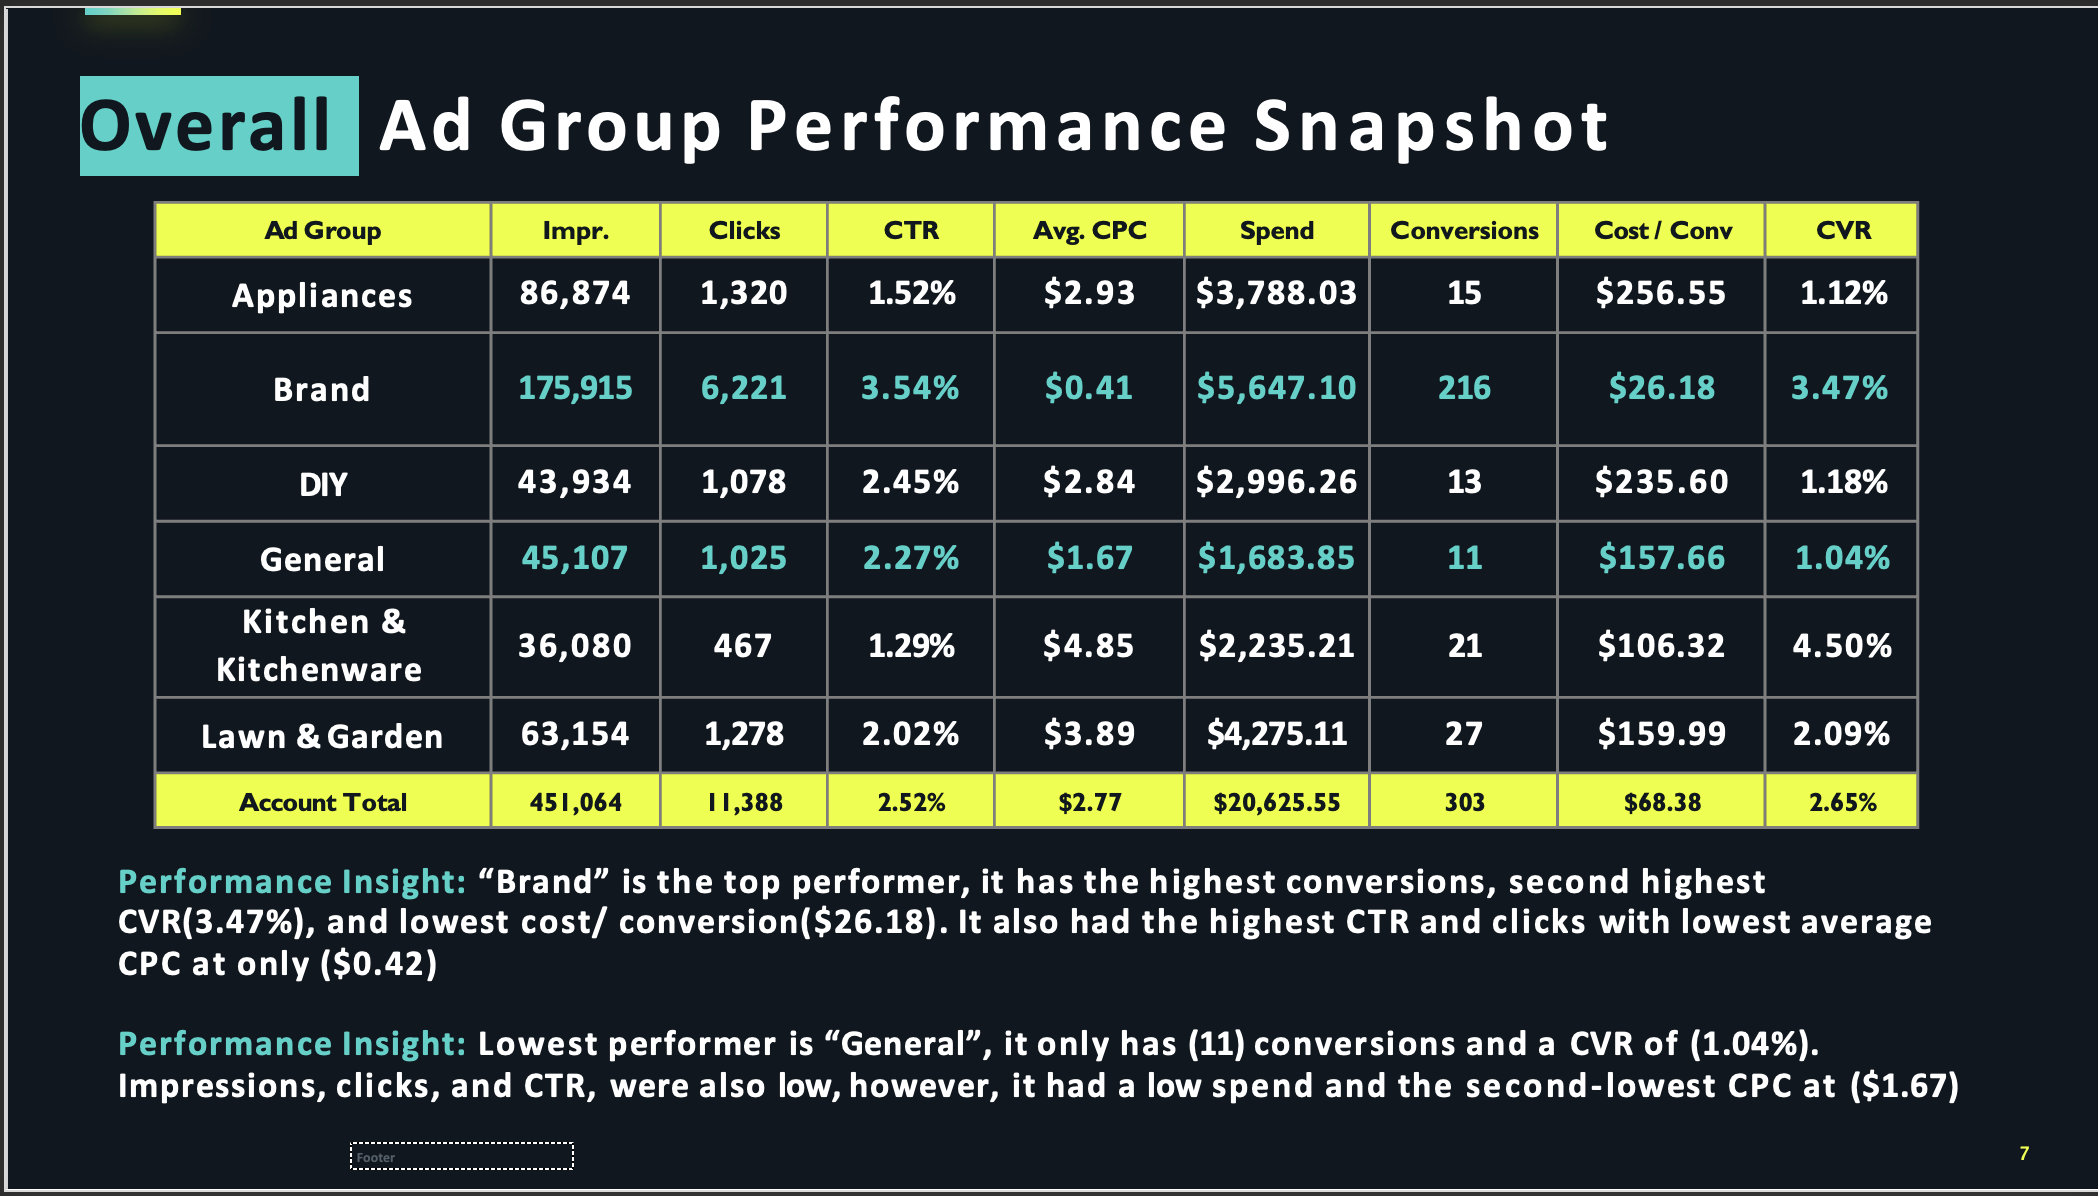 Overall Ad Group Performance Snapshot
Ad Group Impr. Clicks CTR Avg. CPC Spend Conversions Cost / Conv CVR
Appliances 86,874 1,320 1.52% $2.93 $3,788.03 15 $256.55 1.12%
Brand 175,915 6,221 3.54% $0.41 $5,647.10 216 $26.18 3.47%
DIY 43,934 1,078 2.45% $2.84 $2,996.26 13 $235.60 1.18%
General 45,107 1,025 2.27% $1.67 $1,683.85 11 $157.66 1.04%
Kitchen &
Kitchenware 36,080 467 1.29% $4.85 $2,235.21 21 $106.32 4.50%
Lawn & Garden 63,154 1,278 2.02% $3.89 $4,275.11 27 $159.99 2.09%
Account Total 451,064 11,388 2.52% $2.77 $20,625.55 303 $68.38 2.65%
Performance Insight: “Brand” is the top performer, it has the highest conversions, second highest
CVR(3.47%), and lowest cost/ conversion($26.18). It also had the highest CTR and clicks with lowest average
CPC at only ($0.42)
Performance Insight: Lowest performer is “General”, it only has (11) conversions and a CVR of (1.04%).
Impressions, clicks, and CTR, were also low, however, it had a low spend and the second-lowest CPC at ($1.67)
Footer
7